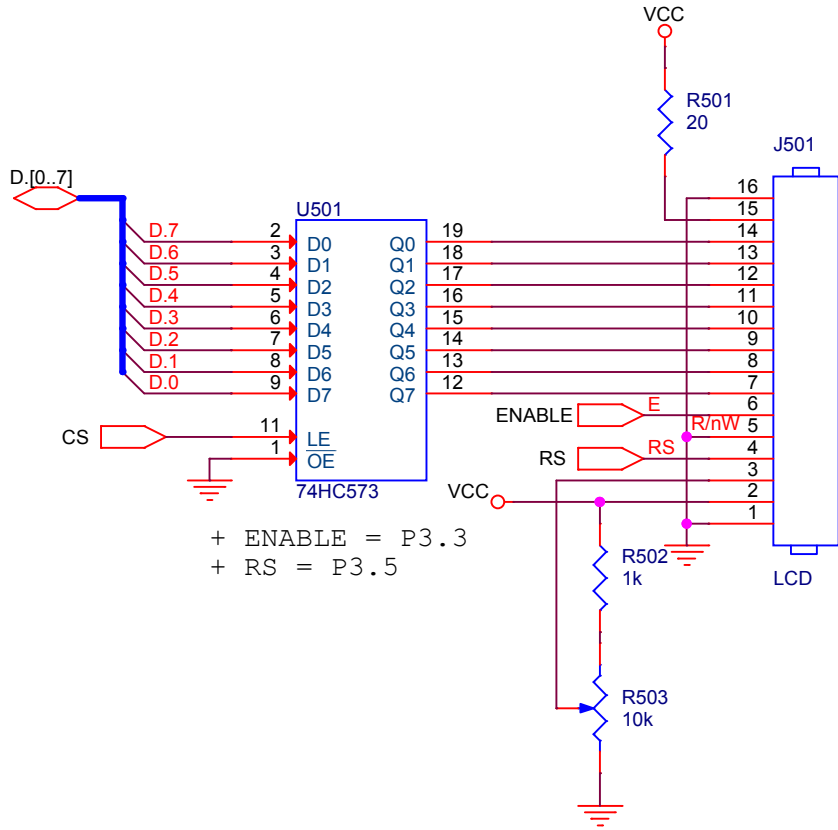 VCC
R501
20
J501
D.[0..7]
U501
16
15
D.7 2 D0 Q0 19 14
D.6 3 D1 Q1 18 13
D.5 4 D2 Q2 17 12
D.4 5 D3 Q3 16 11
D.3 6 D4 Q4 15 10
D.2 7 D5 Q5 14 9
D.1 8 D6 Q6 13 8
D.0 9 D7 Q7 12 7
ENABLE E 6
CS 11 LE R/nW 5
1 OE RS RS 4
3
74HC573 VCC 2
1
+ ENABLE = P3.3
+ RS = P3.5
R502
1k
LCD
R503
10k